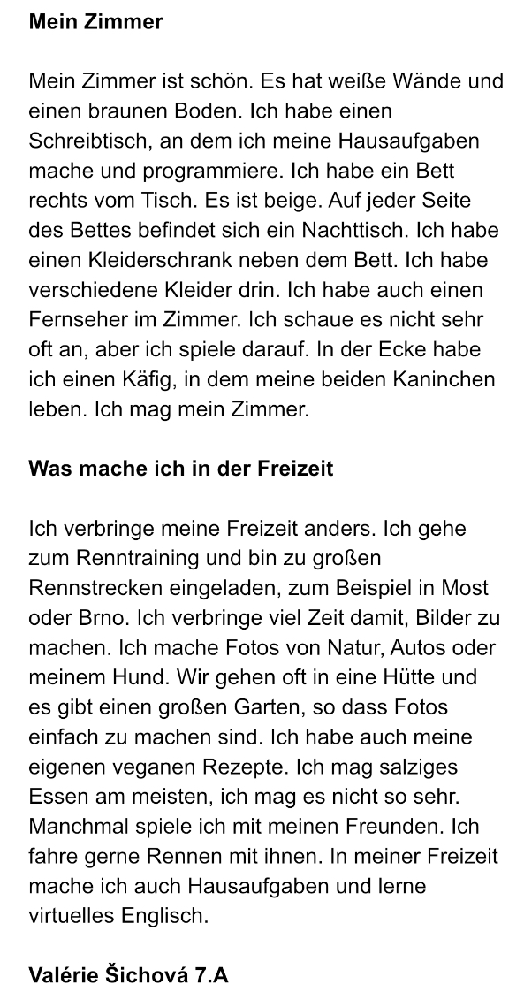 Mein Zimmer
Mein Zimmer ist schön. Es hat weiße Wände und
einen braunen Boden. Ich habe einen
Schreibtisch, an dem ich meine Hausaufgaben
mache und programmiere. Ich habe ein Bett
rechts vom Tisch. Es ist beige. Auf jeder Seite
des Bettes befindet sich ein Nachttisch. Ich habe
einen Kleiderschrank neben dem Bett. Ich habe
verschiedene Kleider drin. Ich habe auch einen
Fernseher im Zimmer. Ich schaue es nicht sehr
oft an, aber ich spiele darauf. In der Ecke habe
ich einen Käfig, in dem meine beiden Kaninchen
leben. Ich mag mein Zimmer.
Was mache ich in der Freizeit
Ich verbringe meine Freizeit anders. Ich gehe
zum Renntraining und bin zu großen
Rennstrecken eingeladen, zum Beispiel in Most
oder Brno. Ich verbringe viel Zeit damit, Bilder zu
machen. Ich mache Fotos von Natur, Autos oder
meinem Hund. Wir gehen oft in eine Hütte und
es gibt einen großen Garten, so dass Fotos
einfach zu machen sind. Ich habe auch meine
eigenen veganen Rezepte. Ich mag salziges
Essen am meisten, ich mag es nicht so sehr.
Manchmal spiele ich mit meinen Freunden. Ich
fahre gerne Rennen mit ihnen. In meiner Freizeit
mache ich auch Hausaufgaben und lerne
virtuelles Englisch.
Valérie Šichová 7.A